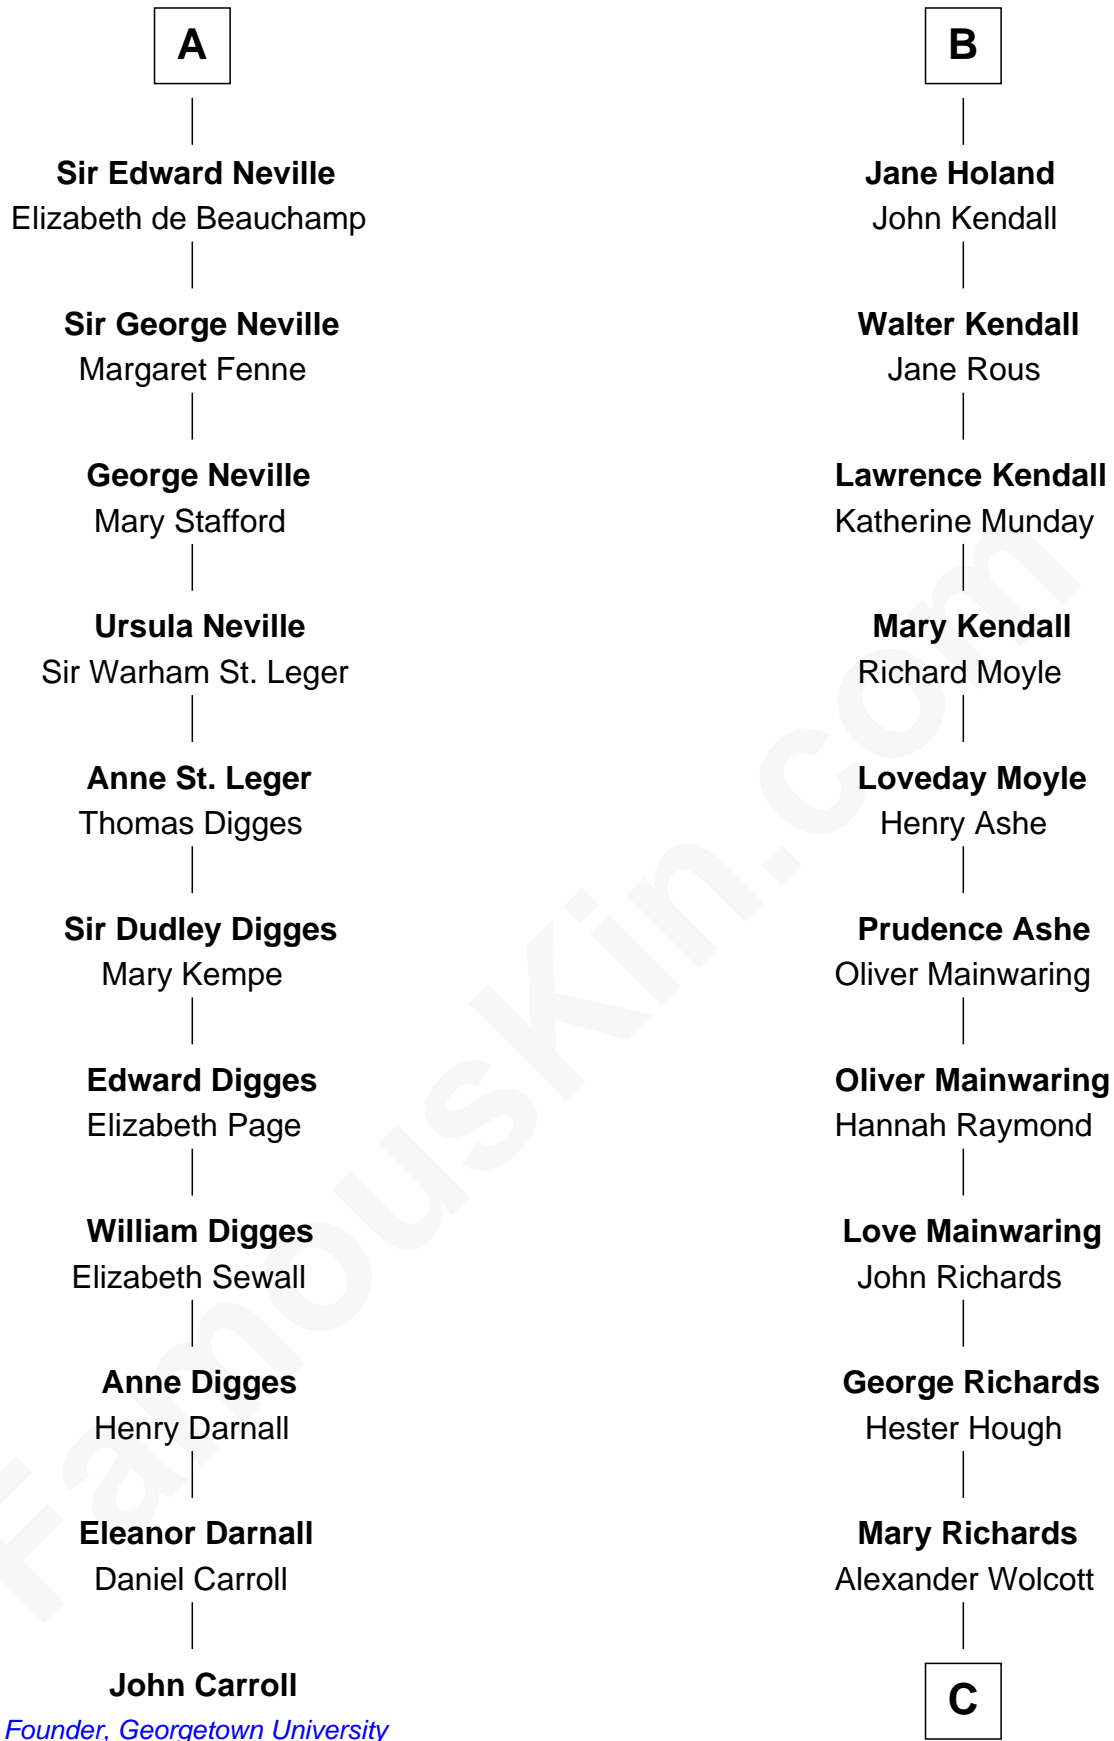 A
Sir Edward Neville
Elizabeth de Beauchamp
Sir George Neville
Margaret Fenne
George Neville
Mary Stafford
Ursula Neville
Sir Warham St. Leger
Anne St. Leger
Thomas Digges
Sir Dudley Digges
Mary Kempe
Edward Digges
Elizabeth Page
William Digges
Elizabeth Sewall
Anne Digges
Henry Darnall
Eleanor Darnall
Daniel Carroll
John Carroll
Founder, Georgetown University
B
Jane Holand
John Kendall
Walter Kendall
Jane Rous
Lawrence Kendall
Katherine Munday
Mary Kendall
Richard Moyle
Loveday Moyle
Henry Ashe
Prudence Ashe
Oliver Mainwaring
Oliver Mainwaring
Hannah Raymond
Love Mainwaring
John Richards
George Richards
Hester Hough
Mary Richards
Alexander Wolcott
C
FamousKin.com